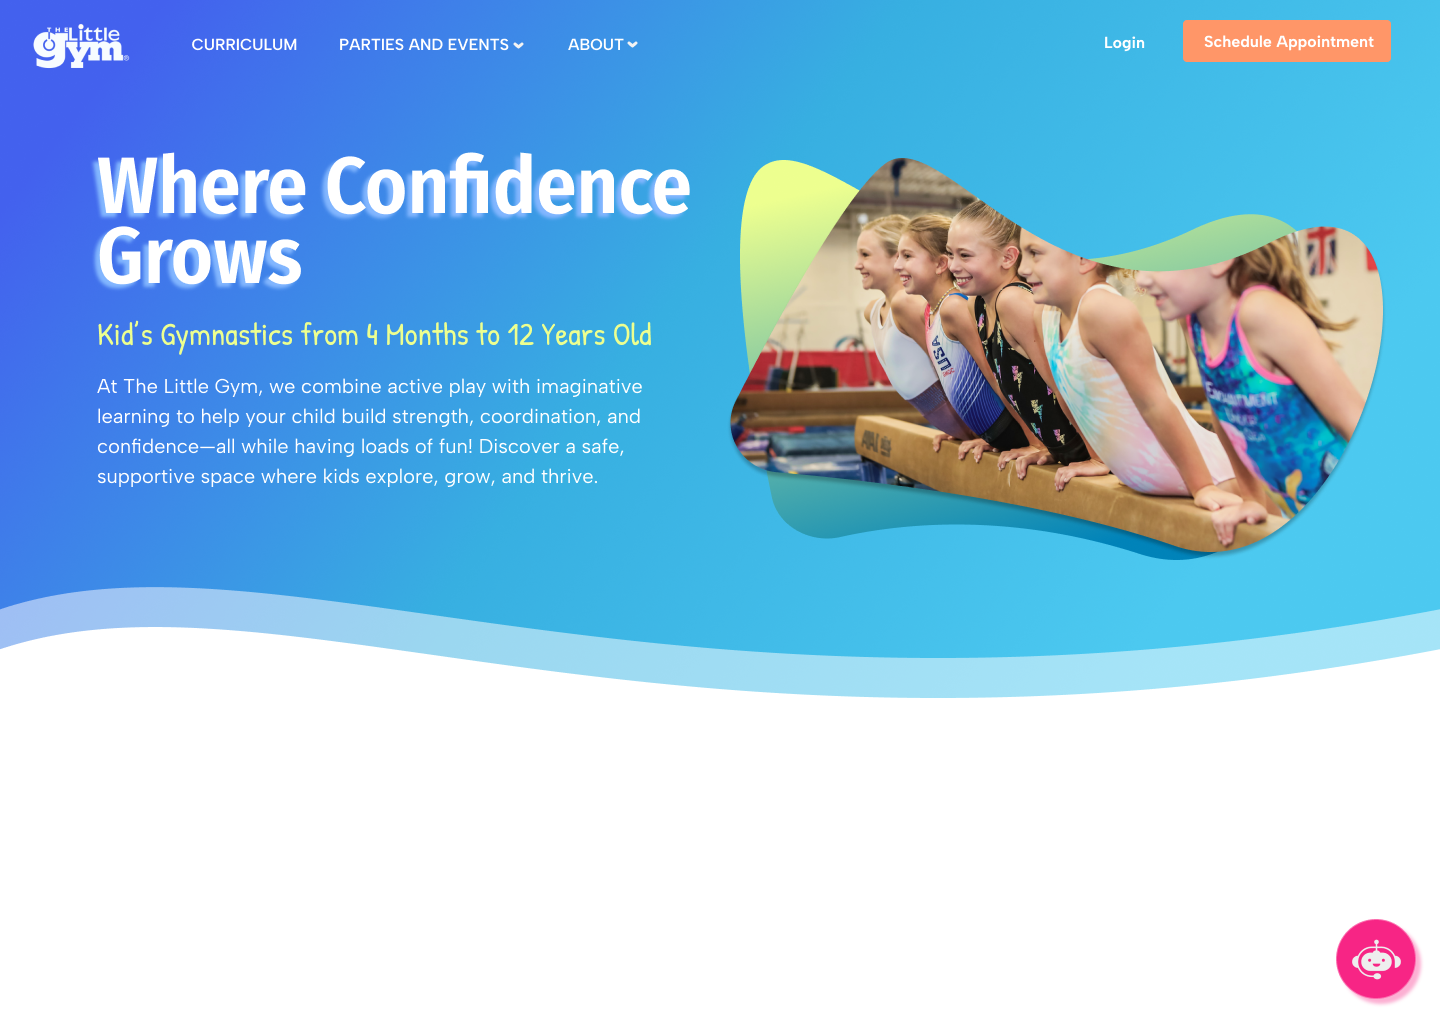 THE Little
gym®
CURRICULUM
PARTIES AND EVENTS
ABOUT
Login
Schedule Appointment
Where Confidence
Grows
Kid's Gymnastics from 4 Months to 12 Years Old
At The Little Gym, we combine active play with imaginative
learning to help your child build strength, coordination, and
confidence—all while having loads of fun! Discover a safe,
supportive space where kids explore, grow, and thrive.
USA